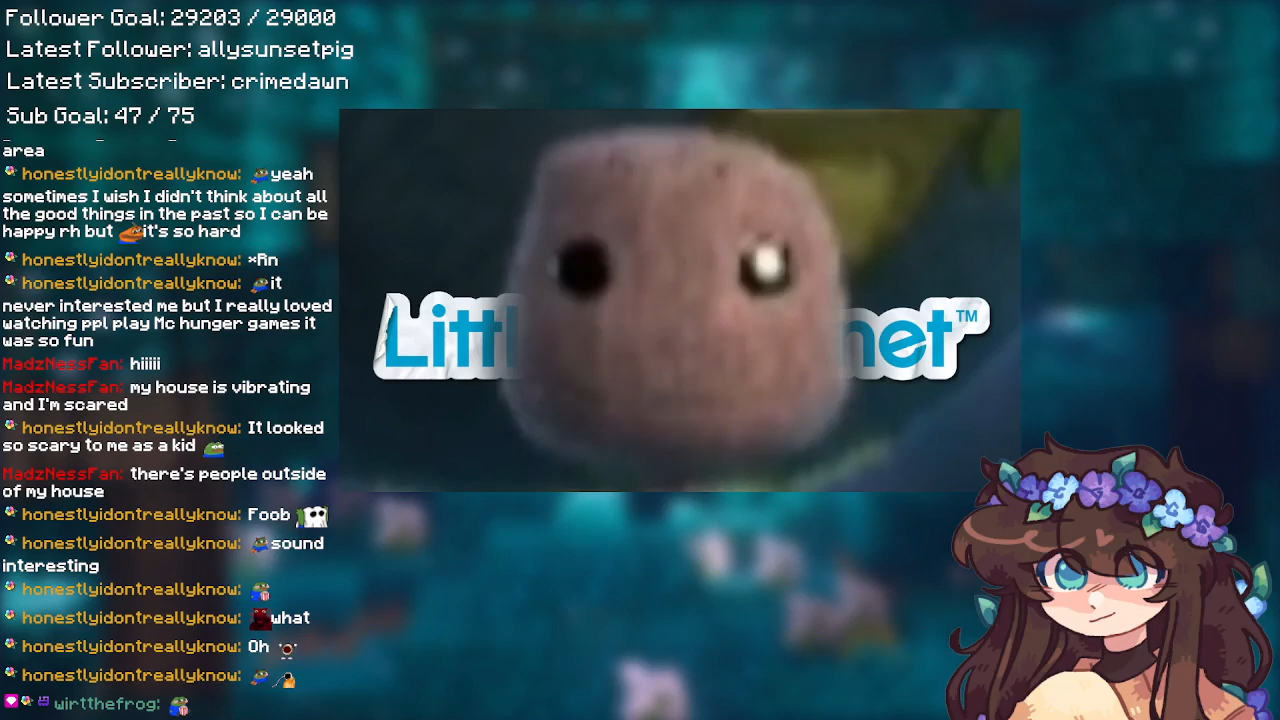 Follower Goal: 29203 / 29000
Latest Follower: allysunsetpig
Latest Subscriber: crimedawn
Sub Goal: 47 / 75
area
honestlyidontreallyknow: yeah
sometimes I wish I didn't think about all
the good things in the past so I can be
happy rh but it's so hard
honestlyidontreallyknow: *Rn
honestlyidontreallyknow: it
never interested me but I really loved
watching ppl play Mc hunger games it
was so fun
MadzNessFan: hiiiii
MadzNessFan: my house is vibrating
and I'm scared
honestlyidontreallyknow: It looked
so scary to me as a kid
MadzNessFan: there's people outside
of my house
honestlyidontreallyknow: Foob
honestlyidontreallyknow: sound
interesting
honestlyidontreallyknow:
honestlyidontreallyknow: what
honestlyidontreallyknow: Oh
honestlyidontreallyknow:
wirtthefrog:
Littl net™